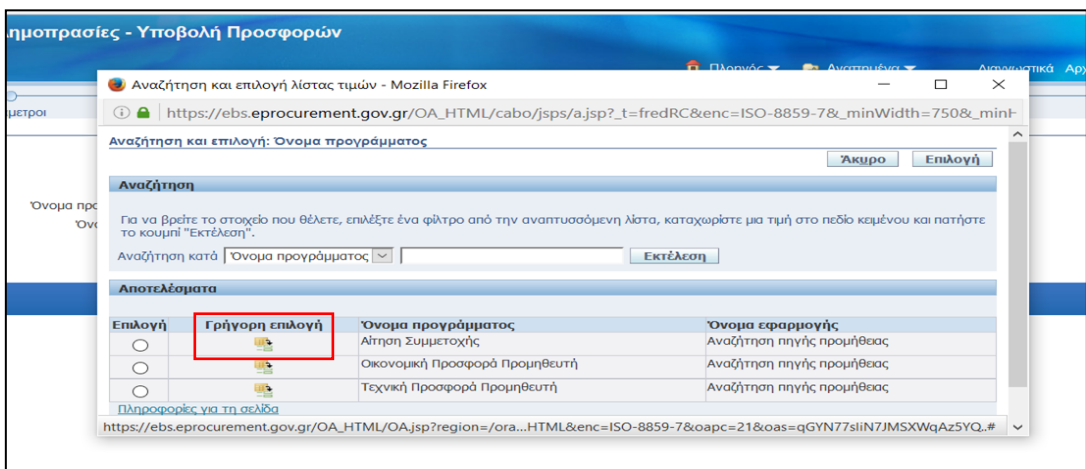 ημοπρασίες - Υποβολή Προσφορών
Πλοηγός Αγαπημένα Διαγνωστικά Αρχ
Αναζήτηση και επιλογή λίστας τιμών - Mozilla Firefox
μετροι
https://ebs.eprocurement.gov.gr/OA_HTML/cabo/jsps/a.jsp?_t=fredRC&enc=ISO-8859-7&_minWidth=750&_minH
Αναζήτηση και επιλογή: Όνομα προγράμματος
Άκυρο Επιλογή
Αναζήτηση
Όνομα προ
Για να βρείτε το στοιχείο που θέλετε, επιλέξτε ένα φίλτρο από την αναπτυσσόμενη λίστα, καταχωρίστε μια τιμή στο πεδίο κειμένου και πατήστε
Όνο
το κουμπί "Εκτέλεση".
Αναζήτηση κατά Όνομα προγράμματος Εκτέλεση
Αποτελέσματα
Επιλογή Γρήγορη επιλογή Όνομα προγράμματος Όνομα εφαρμογής
Αίτηση Συμμετοχής Αναζήτηση πηγής προμήθειας
Οικονομική Προσφορά Προμηθευτή Αναζήτηση πηγής προμήθειας
Τεχνική Προσφορά Προμηθευτή Αναζήτηση πηγής προμήθειας
Πληροφορίες για τη σελίδα
https://ebs.eprocurement.gov.gr/OA_HTML/OA.jsp?region=/ora...HTML&enc=ISO-8859-7&oapc=21&oas=qGYN77sliN7JMSXWqAz5YQ..#